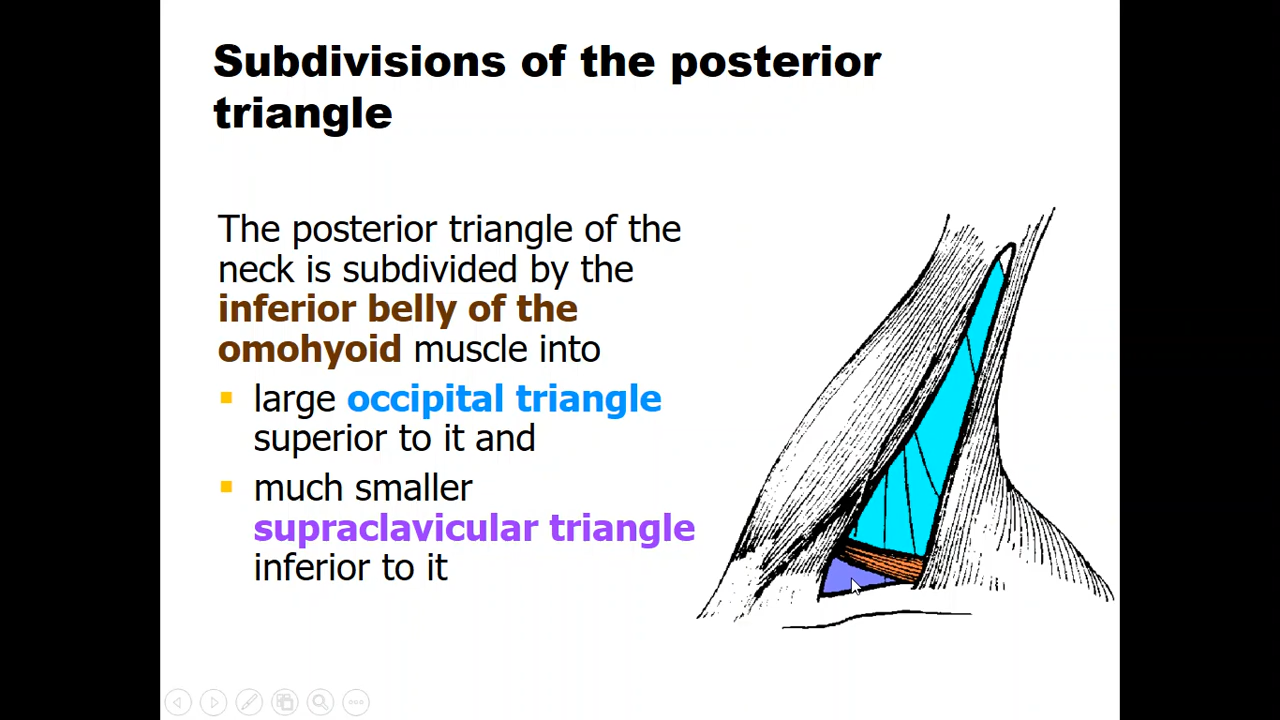 Subdivisions of the posterior
triangle
The posterior triangle of the
neck is subdivided by the
inferior belly of the
omohyoid muscle into
large occipital triangle
superior to it and
much smaller
supraclavicular triangle
inferior to it